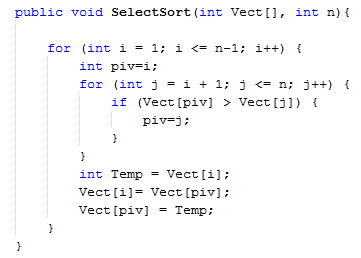 public void SelectSort(int Vect[], int n){
for (int i = 1; i <= n-1; i++) {
int piv=i;
for (int j = i + 1; j <= n; j++) {
if (Vect[piv] > Vect[j]) {
piv=j;
}
}
int Temp = Vect[i];
Vect[i]= Vect[piv];
Vect[piv] = Temp;
}
}